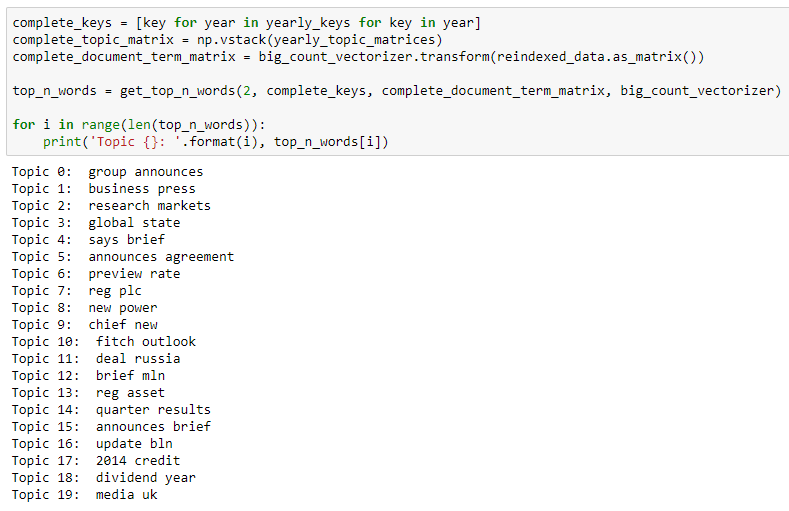 complete_keys = [key for year in yearly_keys for key in year]
complete_topic_matrix = np.vstack(yearly_topic_matrices)
complete_document_term_matrix = big_count_vectorizer.transform(reindexed_data.as_matrix())
top_n_words = get_top_n_words(2, complete_keys, complete_document_term_matrix, big_count_vectorizer)
for i in range(len(top_n_words)):
    print('Topic {}: '.format(i), top_n_words[i])
Topic 0:  group announces
Topic 1:  business press
Topic 2:  research markets
Topic 3:  global state
Topic 4:  says brief
Topic 5:  announces agreement
Topic 6:  preview rate
Topic 7:  reg plc
Topic 8:  new power
Topic 9:  chief new
Topic 10:  fitch outlook
Topic 11:  deal russia
Topic 12:  brief mln
Topic 13:  reg asset
Topic 14:  quarter results
Topic 15:  announces brief
Topic 16:  update bln
Topic 17:  2014 credit
Topic 18:  dividend year
Topic 19:  media uk